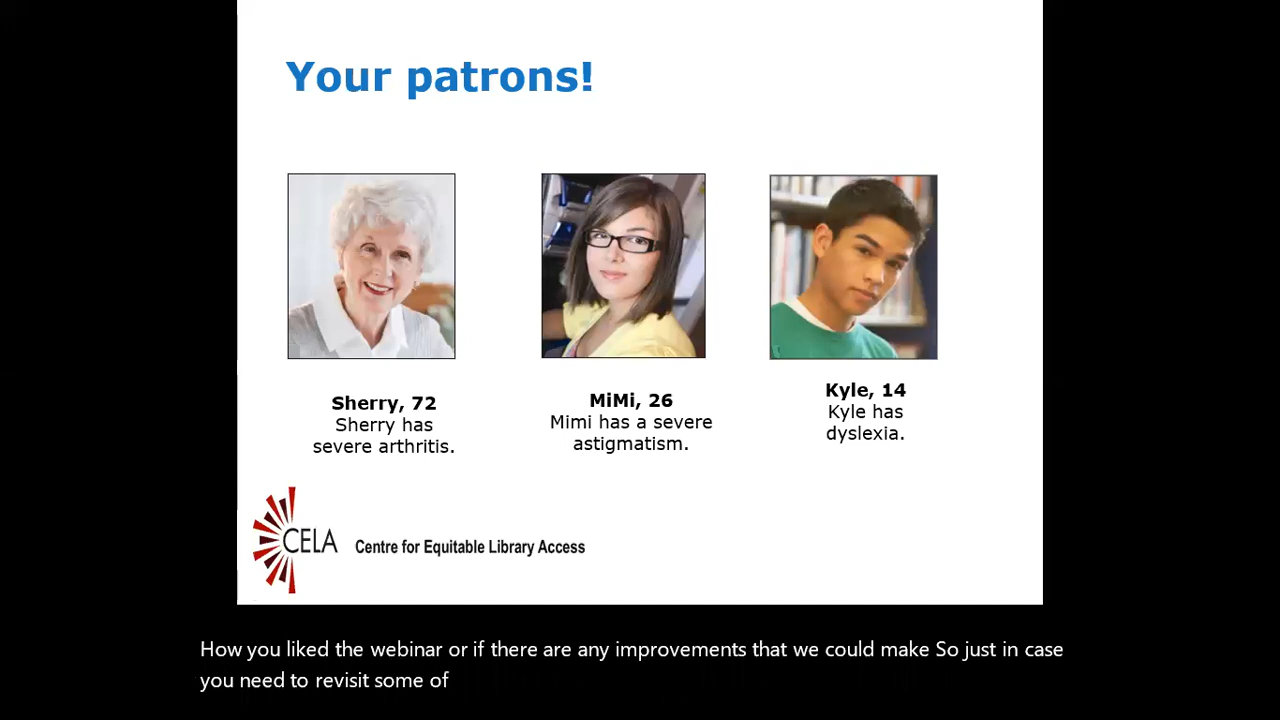 Your patrons!
Sherry, 72
Sherry has
severe arthritis.
MiMi, 26
Mimi has a severe
astigmatism.
Kyle, 14
Kyle has
dyslexia.
CELA
Centre for Equitable Library Access
How you liked the webinar or if there are any improvements that we could make So just in case
you need to revisit some of